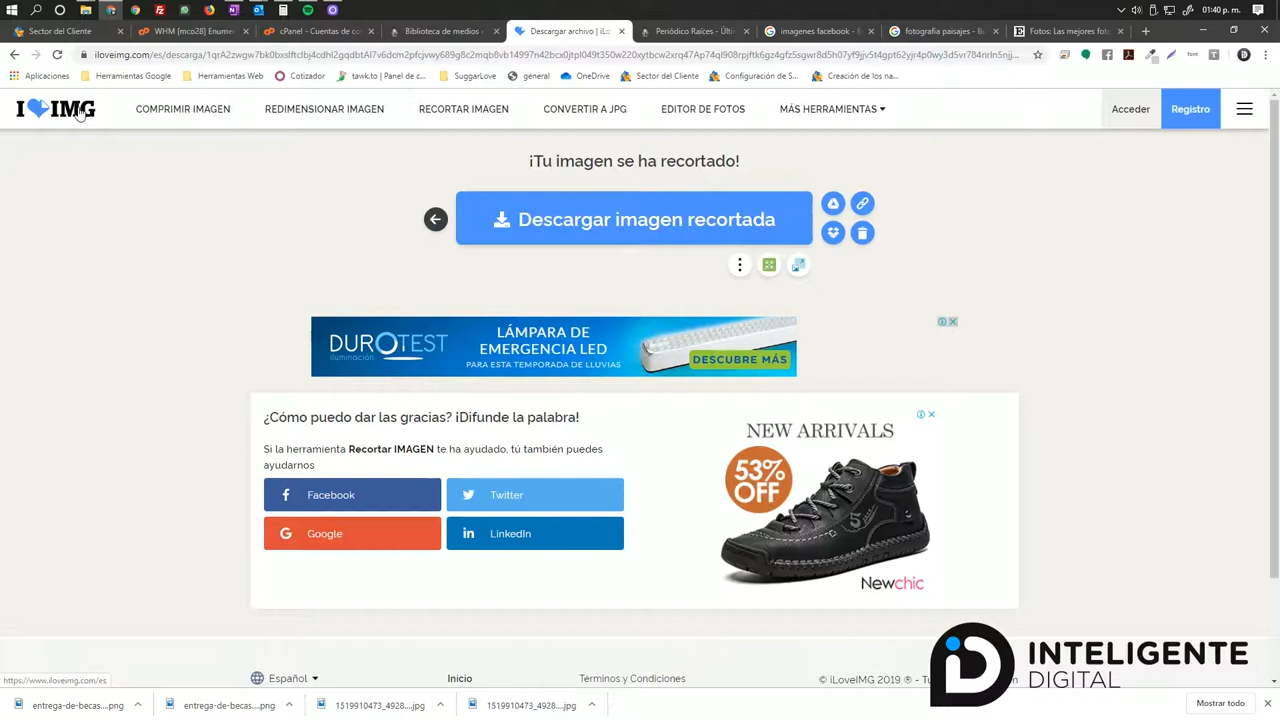 01:40 p. m.
Sector del Cliente
WHM [mco28] Enumer
cPanel - Cuentas de co
Biblioteca de medios
Descargar archivo | iLo
Periódico Raíces - Últin
imagenes facebook - B
fotografia paisajes - Bu
Fotos: Las mejores foto
iloveimg.com/es/descarga/
Aplicaciones
Herramientas Google
Herramientas Web
Cotizador
tawk.to | Panel de c...
SuggarLove
general
OneDrive
Sector del Cliente
Configuración de S...
Creación de los na...
I IMG
COMPRIMIR IMAGEN
REDIMENSIONAR IMAGEN
RECORTAR IMAGEN
CONVERTIR A JPG
EDITOR DE FOTOS
MÁS HERRAMIENTAS
Acceder
Registro
¡Tu imagen se ha recortado!
Descargar imagen recortada
DUROTEST
iluminación
LÁMPARA DE
EMERGENCIA LED
PARA ESTA TEMPORADA DE LLUVIAS
DESCUBRE MÁS
¿Cómo puedo dar las gracias? ¡Difunde la palabra!
Si la herramienta Recortar IMAGEN te ha ayudado, tú también puedes
ayudarnos
Facebook
Twitter
Google
LinkedIn
NEW ARRIVALS
53%
OFF
Newchic
Español
Inicio
Términos y Condiciones
© iLoveIMG 2019 ® - Tu
https://www.iloveimg.com/es
INTELIGENTE
DIGITAL
entrega-de-becas....png
entrega-de-becas....png
1519910473_4928....jpg
1519910473_4928....jpg
Mostrar todo